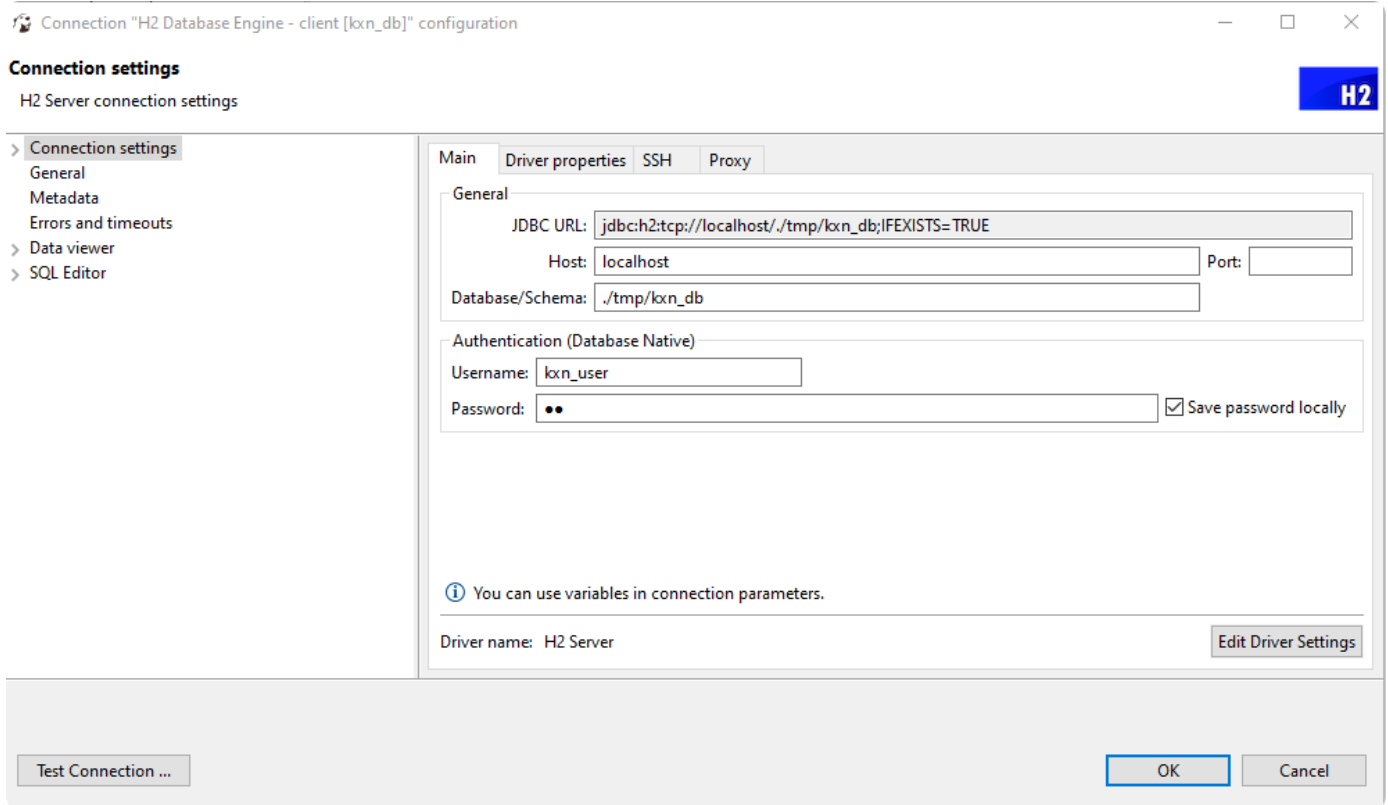 Connection "H2 Database Engine - client [kxn_db]" configuration
Connection settings
H2 Server connection settings
H2
Connection settings
General
Metadata
Errors and timeouts
Data viewer
SQL Editor
Main Driver properties SSH Proxy
General
JDBC URL: jdbc:h2:tcp://localhost/./tmp/kxn_db;IFEXISTS=TRUE
Host: localhost Port:
Database/Schema: ./tmp/kxn_db
Authentication (Database Native)
Username: kxn_user
Password: ●● Save password locally
You can use variables in connection parameters.
Driver name: H2 Server Edit Driver Settings
Test Connection ... OK Cancel